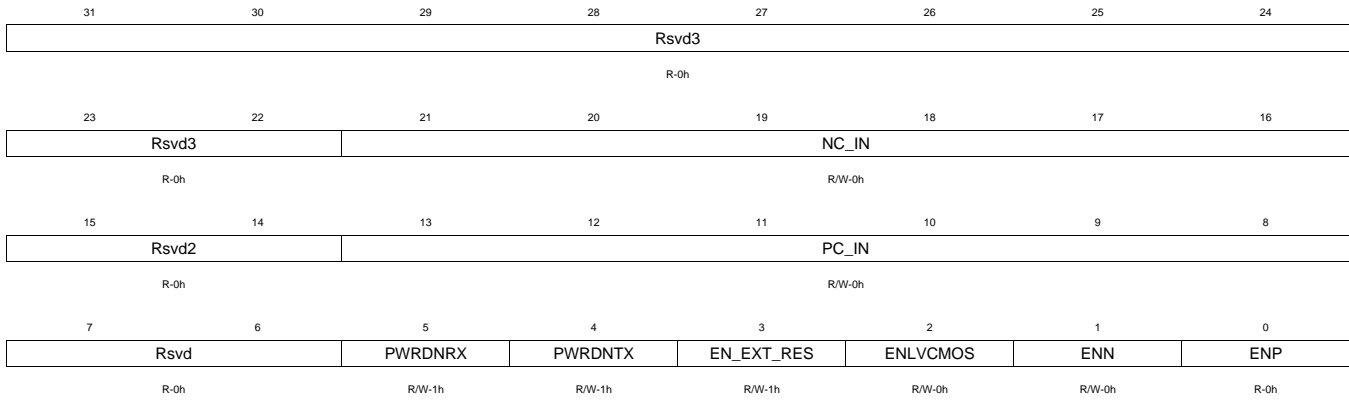 31 30 29 28 27 26 25 24
Rsvd3
R-0h
23 22 21 20 19 18 17 16
Rsvd3 NC_IN
R-0h R/W-0h
15 14 13 12 11 10 9 8
Rsvd2 PC_IN
R-0h R/W-0h
7 6 5 4 3 2 1 0
Rsvd PWRDNRX PWRDNTX EN_EXT_RES ENLVCMOS ENN ENP
R-0h R/W-1h R/W-1h R/W-1h R/W-0h R/W-0h R-0h